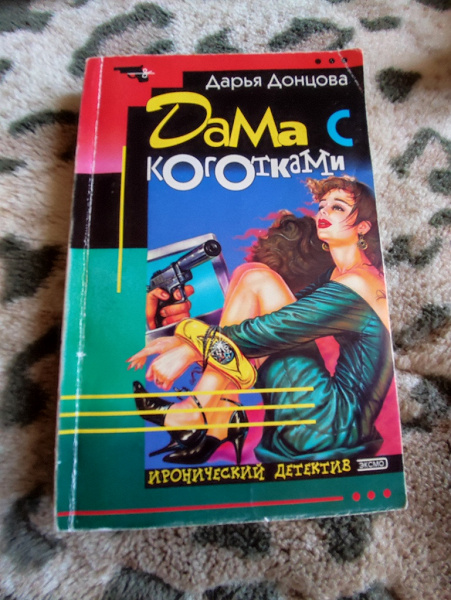 Дарья Донцова
Дама с
коготками
ИРОНИЧЕСКИЙ ДЕТЕКТИВ ЭКСМО